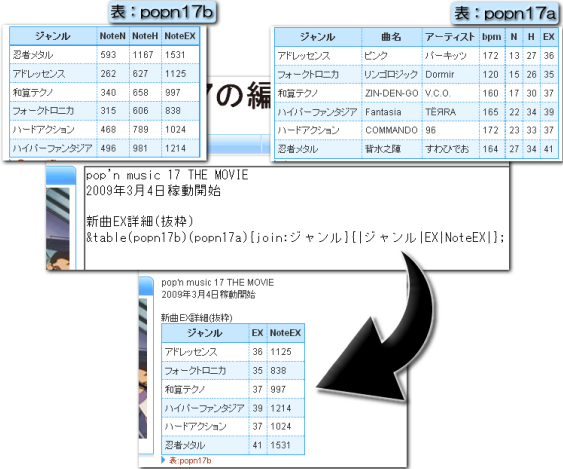 表：popn17b
ジャンル NoteN NoteH NoteEX
忍者メタル 593 1167 1531
アドレッセンス 262 627 1125
和算テクノ 340 658 997
フォークトロニカ 315 606 838
ハードアクション 468 789 1024
ハイパーファンタジア 496 981 1214
表：popn17a
ジャンル 曲名 アーティスト bpm N H EX
アドレッセンス ピンク パーキッツ 172 13 27 36
フォークトロニカ リンゴロジック Dormir 120 15 26 35
和算テクノ ZIN-DEN-GO V.C.O. 160 17 30 37
ハイパーファンタジア Fantasia TЁЯRA 165 22 34 39
ハードアクション COMMANDO 96 172 23 33 37
忍者メタル 背水之陣 すわひでお 164 27 34 41
の編
pop'n music 17 THE MOVIE
2009年3月4日稼動開始
新曲EX詳細(抜粋)
&table(popn17b)(popn17a){join:ジャンル}{|ジャンル|EX|NoteEX|};
pop'n music 17 THE MOVIE
2009年3月4日稼動開始
新曲EX詳細(抜粋)
ジャンル EX NoteEX
アドレッセンス 36 1125
フォークトロニカ 35 838
和算テクノ 37 997
ハイパーファンタジア 39 1214
ハードアクション 37 1024
忍者メタル 41 1531
表:popn17b